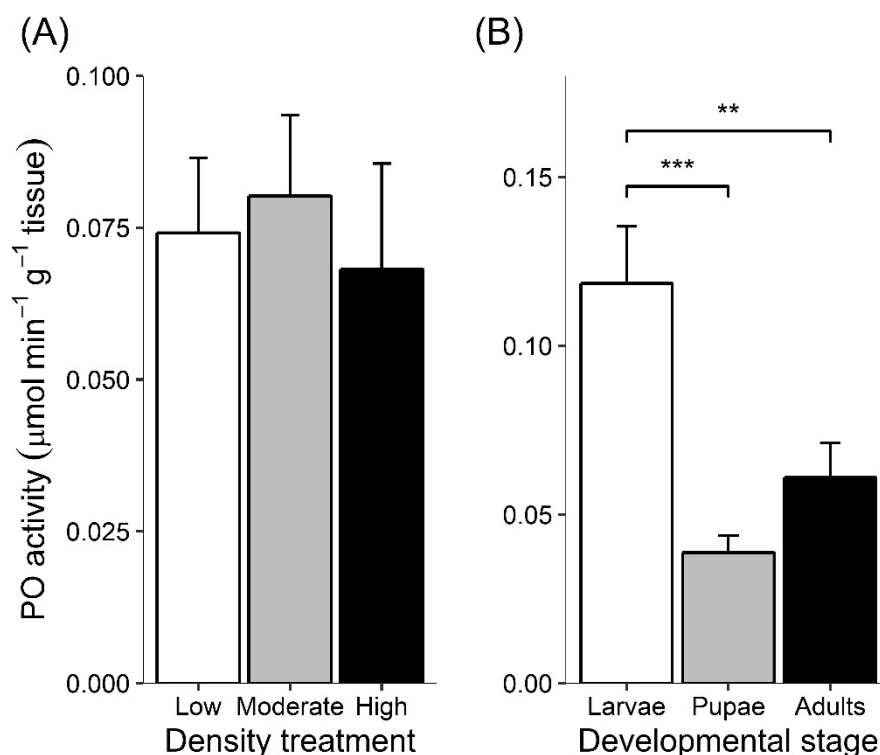 (A)
PO activity (μmol min⁻¹ g⁻¹ tissue)
0.100
0.075
0.050
0.025
0.000
Low Moderate High
Density treatment
(B)
**
***
0.15
0.10
0.05
0.00
Larvae Pupae Adults
Developmental stage